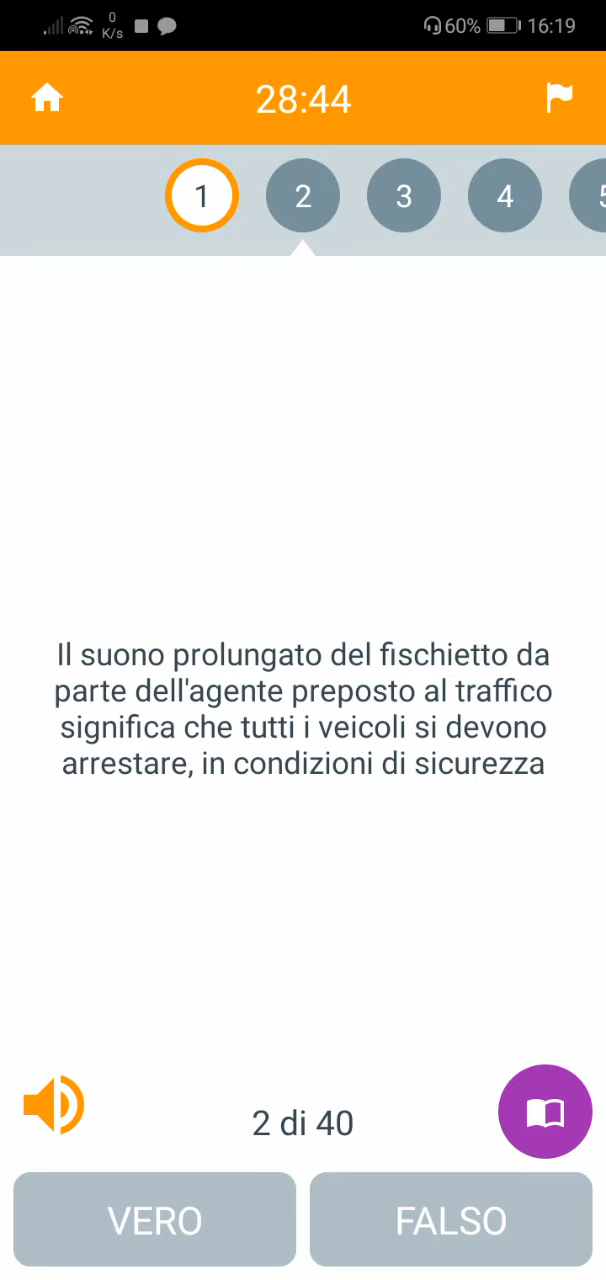 0
K/s
60%
16:19
28:44
1
2
3
4
5
Il suono prolungato del fischietto da
parte dell'agente preposto al traffico
significa che tutti i veicoli si devono
arrestare, in condizioni di sicurezza
2 di 40
VERO
FALSO